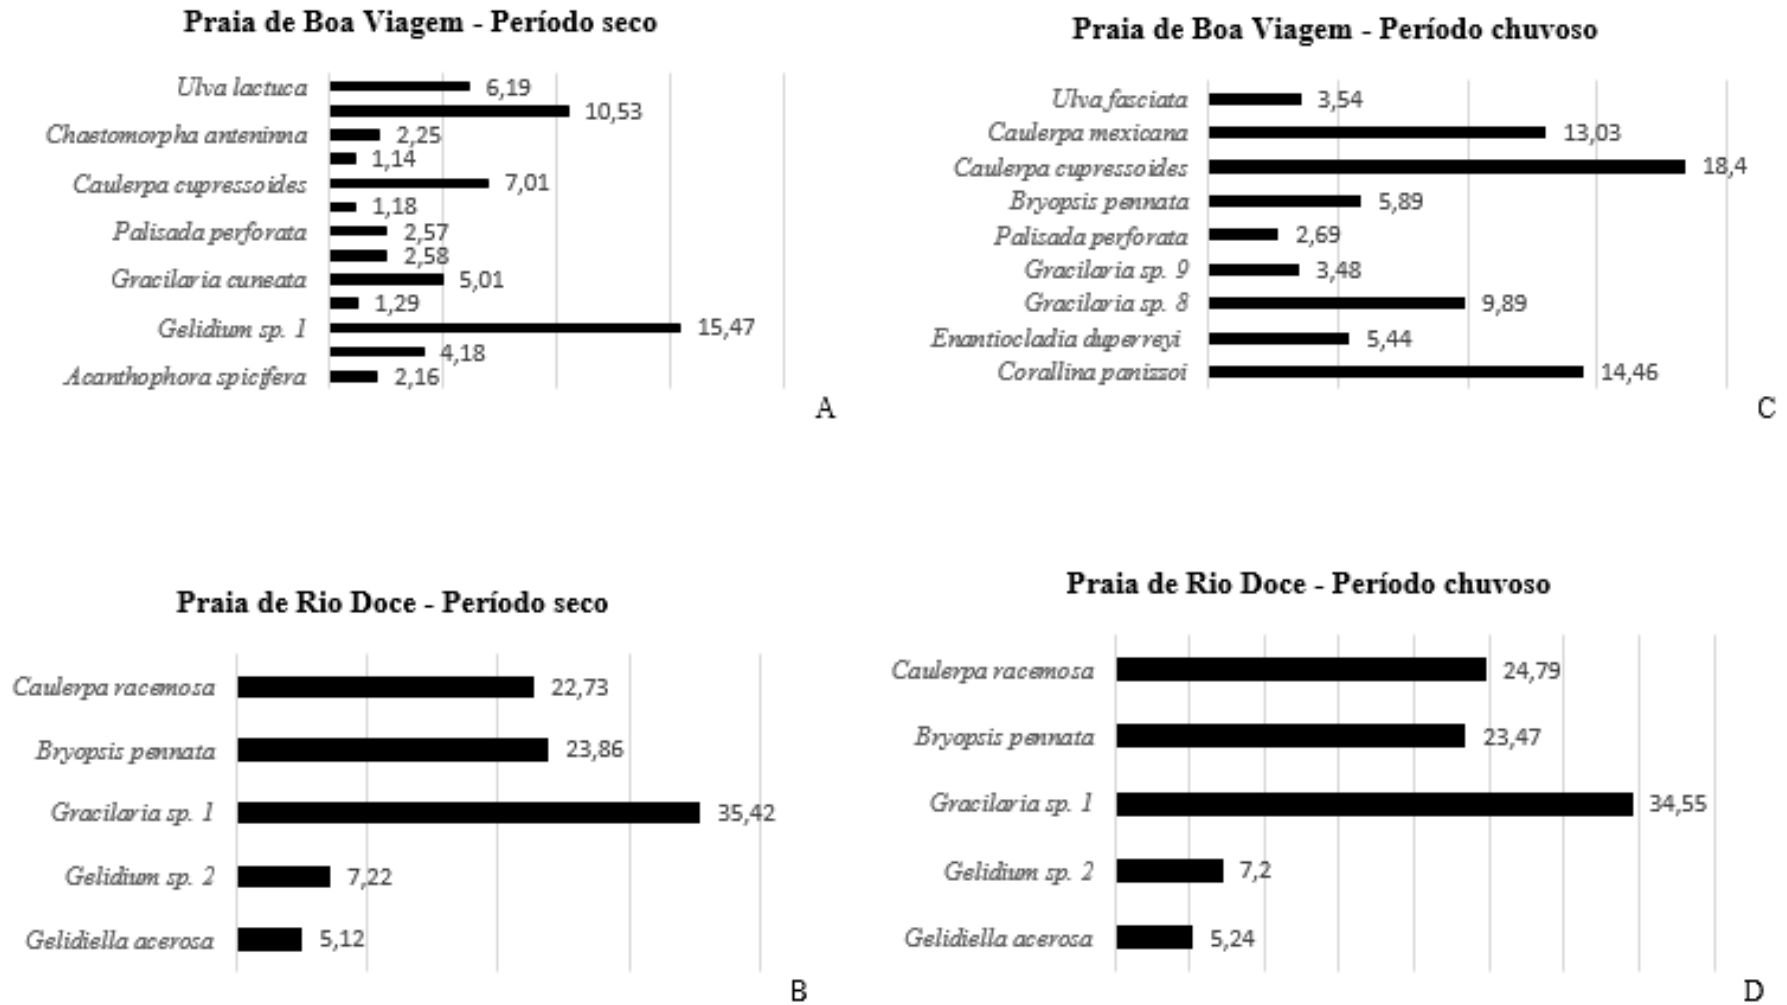 Praia de Boa Viagem - Período seco
Ulva lactuca 6,19
10,53
Chaetomorpha anteninna 2,25
1,14
Caulerpa cupressoides 7,01
1,18
Palisada perforata 2,57
2,58
Gracilaria cuneata 5,01
1,29
Gelidium sp. 1 15,47
4,18
Acanthophora spicifera 2,16
A
Praia de Boa Viagem - Período chuvoso
Ulva fasciata 3,54
Caulerpa mexicana 13,03
Caulerpa cupressoides 18,4
Bryopsis pennata 5,89
Palisada perforata 2,69
Gracilaria sp. 9 3,48
Gracilaria sp. 8 9,89
Enantiocladia duperreyi 5,44
Corallina panizzoi 14,46
C
Praia de Rio Doce - Período seco
Caulerpa racemosa 22,73
Bryopsis pennata 23,86
Gracilaria sp. 1 35,42
Gelidium sp. 2 7,22
Gelidiella acerosa 5,12
B
Praia de Rio Doce - Período chuvoso
Caulerpa racemosa 24,79
Bryopsis pennata 23,47
Gracilaria sp. 1 34,55
Gelidium sp. 2 7,2
Gelidiella acerosa 5,24
D